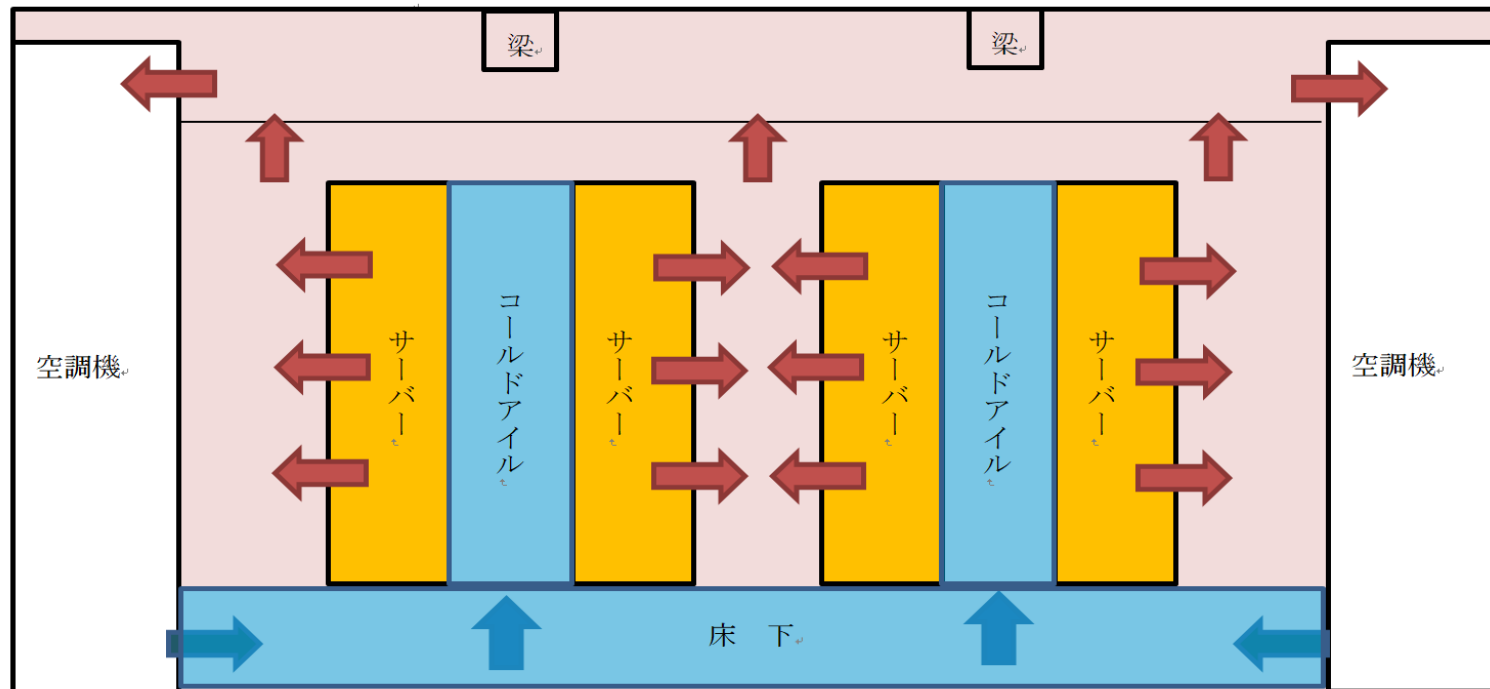 梁
梁
空調機
サーバー
コールドアイル
サーバー
サーバー
コールドアイル
サーバー
空調機
床　下